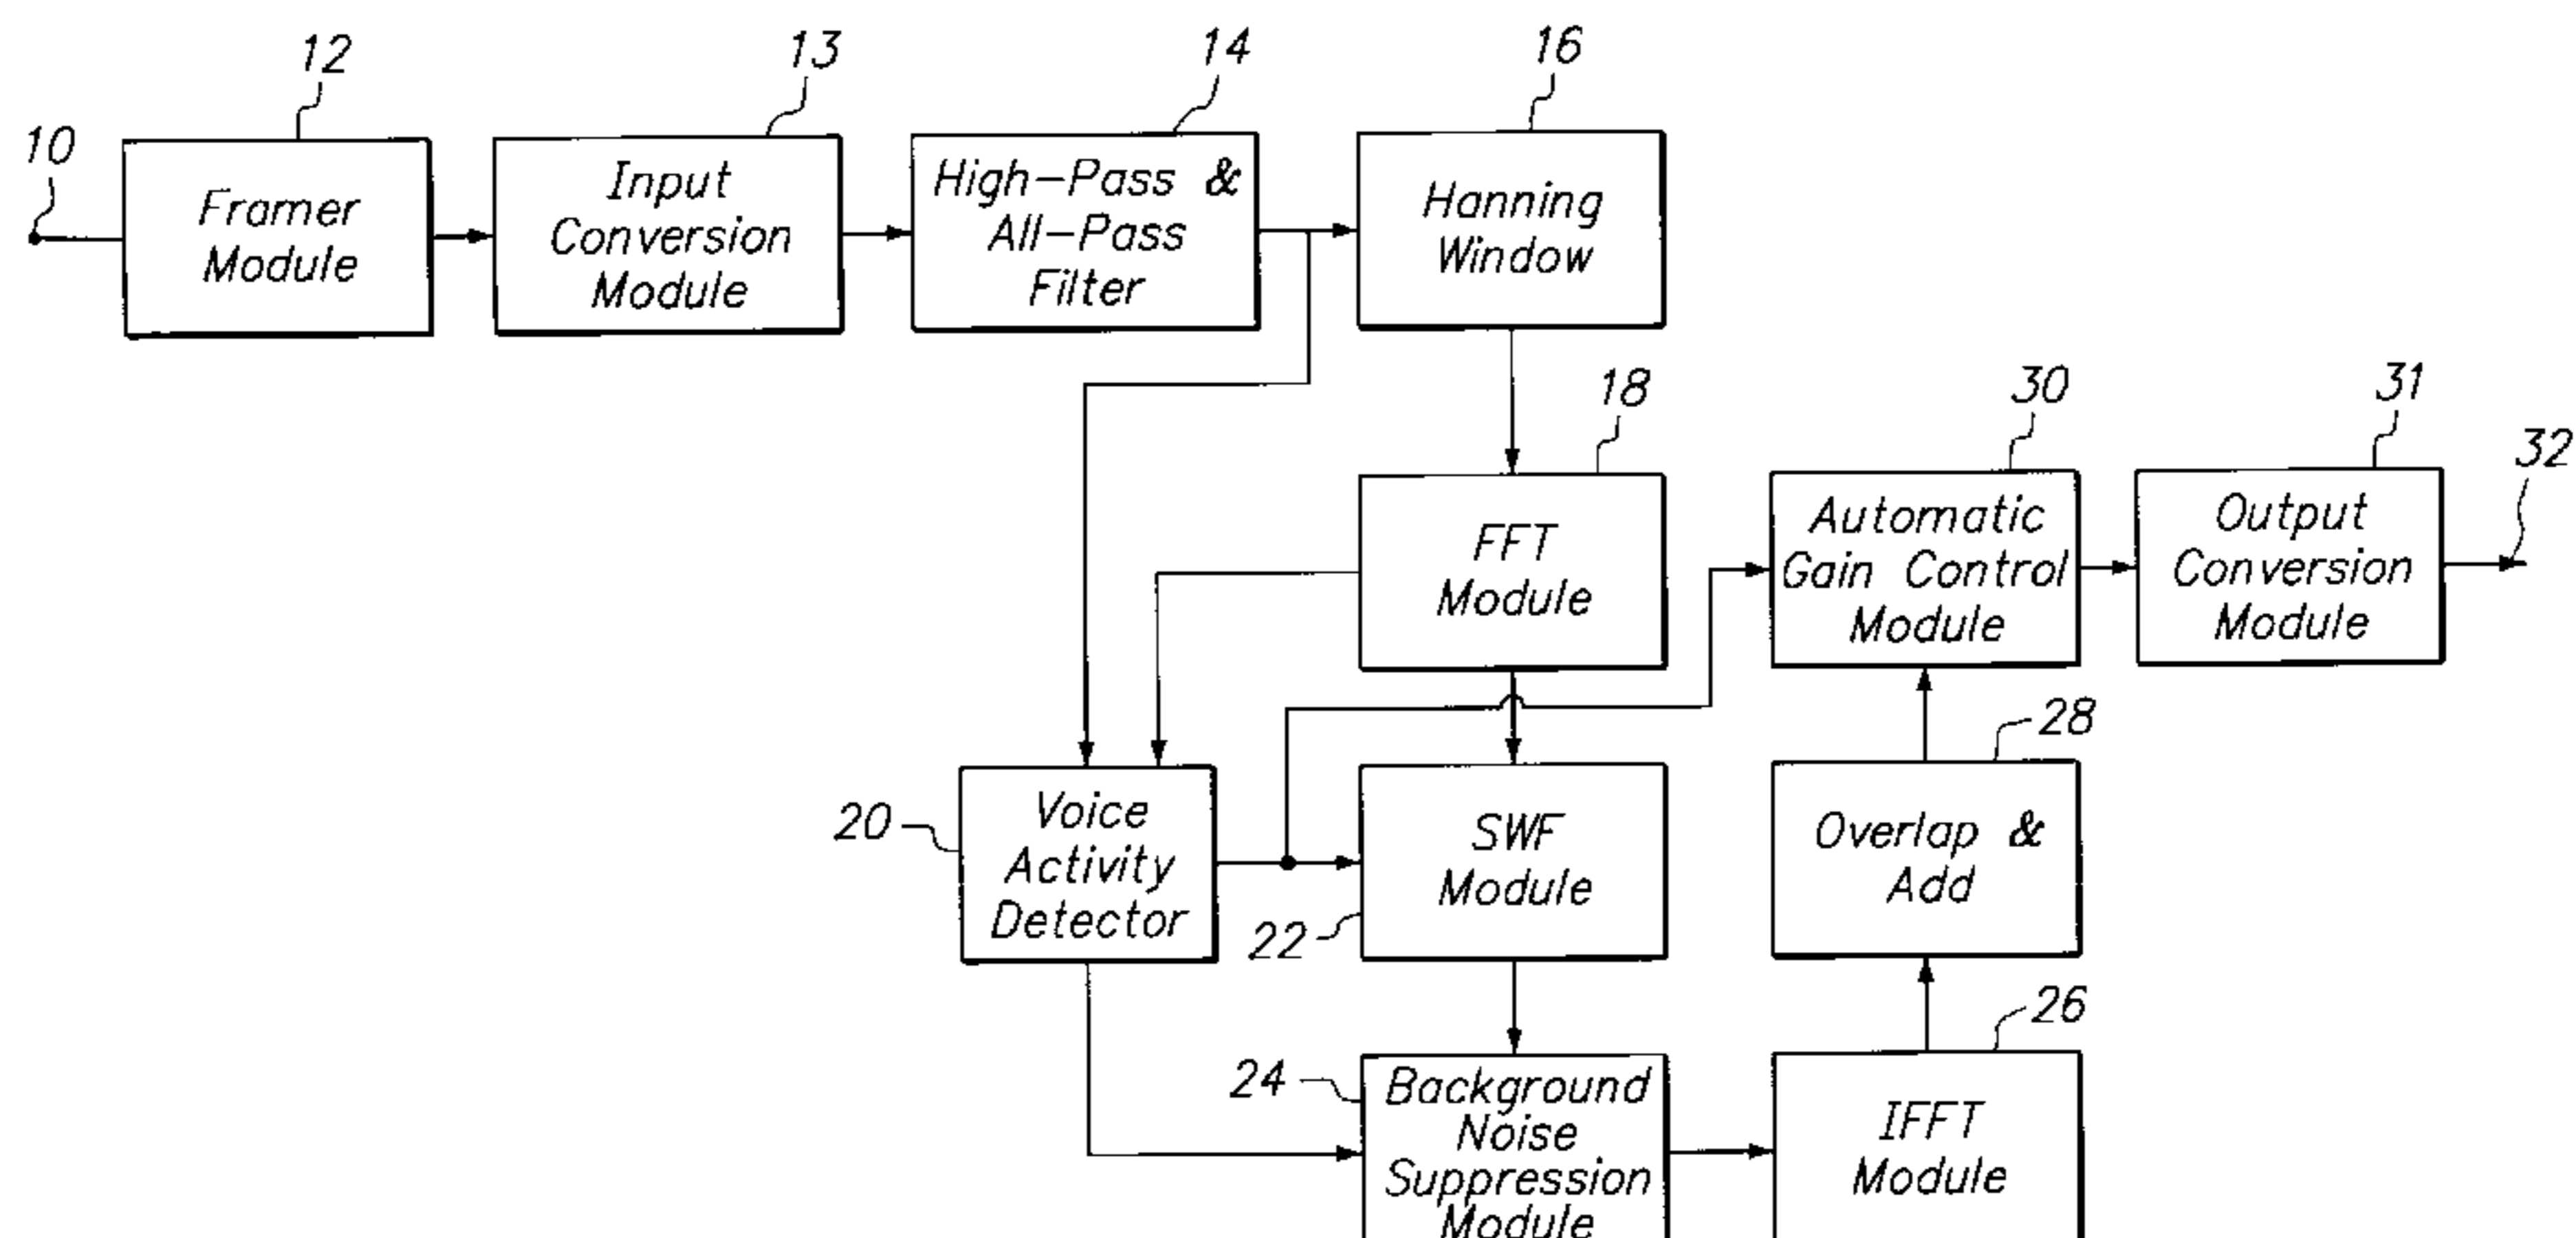 12
13
14
16
10
Framer
Module
Input
Conversion
Module
High-Pass &
All-Pass
Filter
Hanning
Window
18
30
31
32
FFT
Module
Automatic
Gain Control
Module
Output
Conversion
Module
28
20
Voice
Activity
Detector
22
SWF
Module
Overlap &
Add
26
24
Background
Noise
Suppression
Module
IFFT
Module